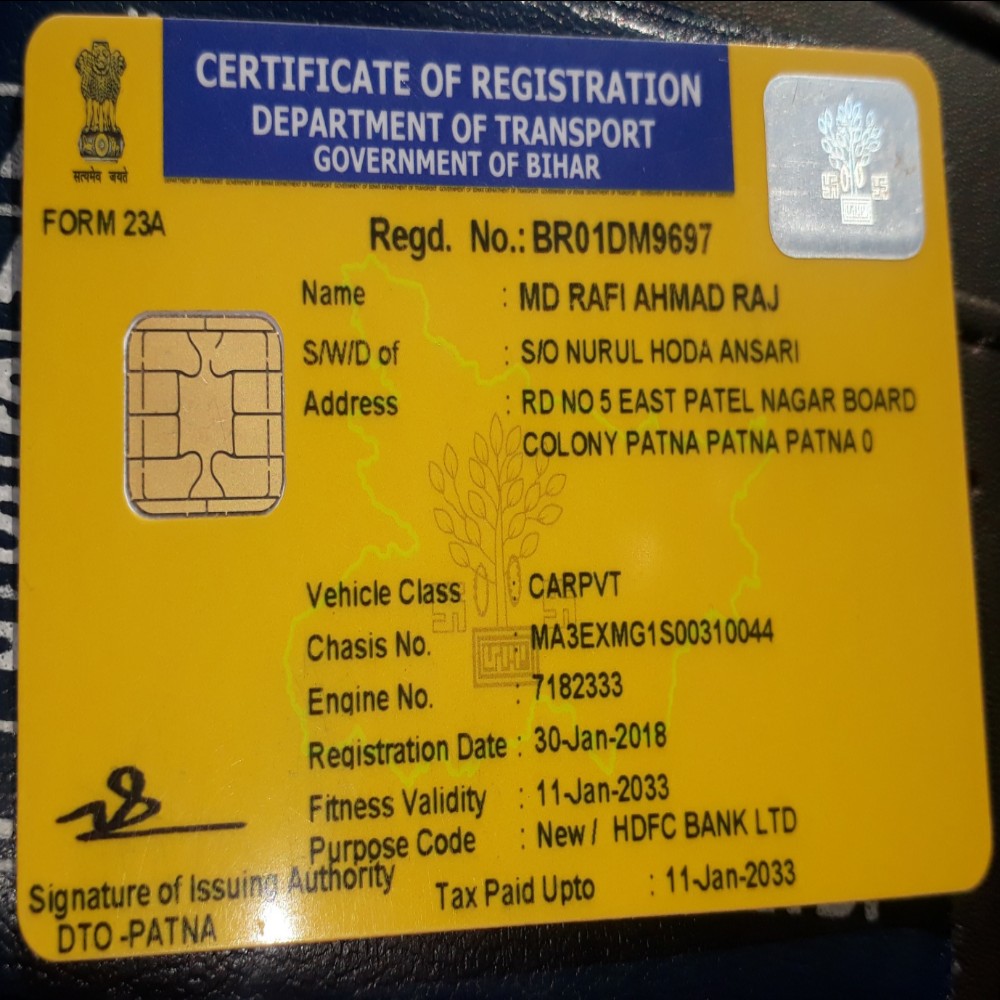 CERTIFICATE OF REGISTRATION
DEPARTMENT OF TRANSPORT
GOVERNMENT OF BIHAR
सत्यमेव जयते
FORM 23A
Regd. No.: BR01DM9697
Name : MD RAFI AHMAD RAJ
S/W/D of : S/O NURUL HODA ANSARI
Address : RD NO 5 EAST PATEL NAGAR BOARD
COLONY PATNA PATNA PATNA 0
Vehicle Class : CARPVT
Chasis No. : MA3EXMG1S00310044
Engine No. : 7182333
Registration Date : 30-Jan-2018
Fitness Validity : 11-Jan-2033
Purpose Code : New / HDFC BANK LTD
Signature of Issuing Authority
Tax Paid Upto : 11-Jan-2033
DTO -PATNA